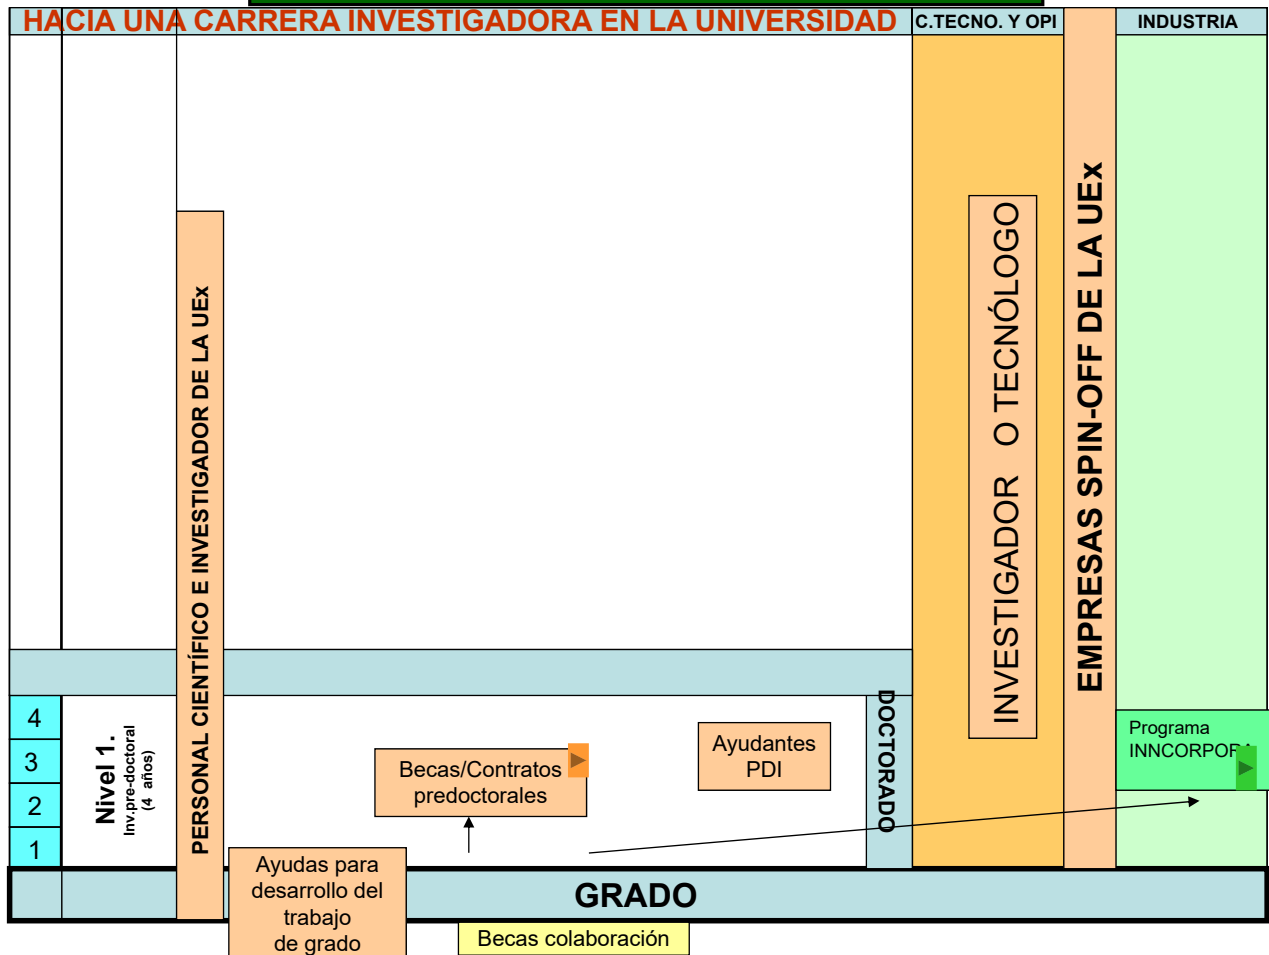 HACIA UNA CARRERA INVESTIGADORA EN LA UNIVERSIDAD
C.TECNO. Y OPI
INDUSTRIA
EMPRESAS SPIN-OFF DE LA UEx
INVESTIGADOR O TECNÓLOGO
PERSONAL CIENTÍFICO E INVESTIGADOR DE LA UEx
4
3
2
1
Nivel 1.
Inv.pre-doctoral
(4 años)
Becas/Contratos
predoctorales
Ayudantes
PDI
DOCTORADO
Programa
INNCORPORA
Ayudas para
desarrollo del
trabajo
de grado
GRADO
Becas colaboración